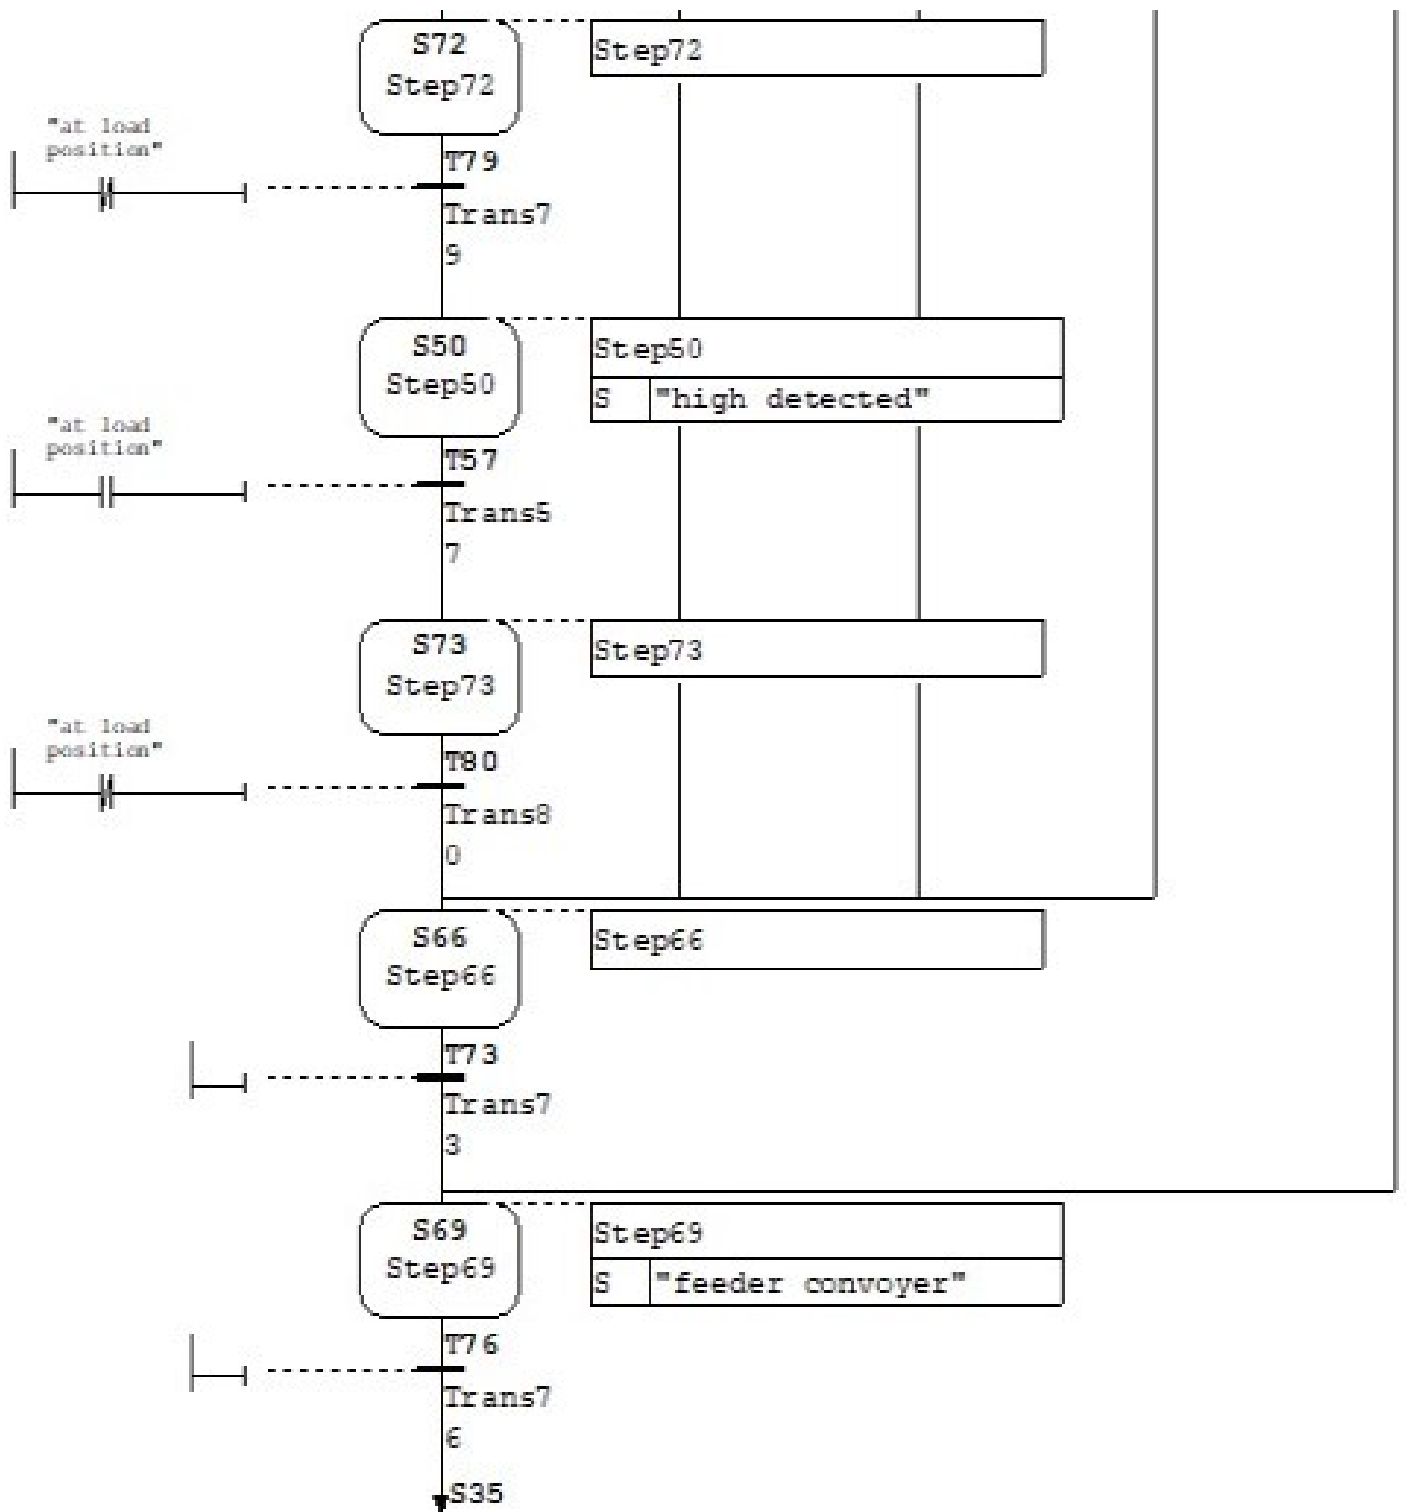 S72
Step72
Step72
"at load
position"
T79
Trans7
9
S50
Step50
Step50
S "high detected"
"at load
position"
T57
Trans5
7
S73
Step73
Step73
"at load
position"
T80
Trans8
0
S66
Step66
Step66
T73
Trans7
3
S69
Step69
Step69
S "feeder convoyer"
T76
Trans7
6
S35